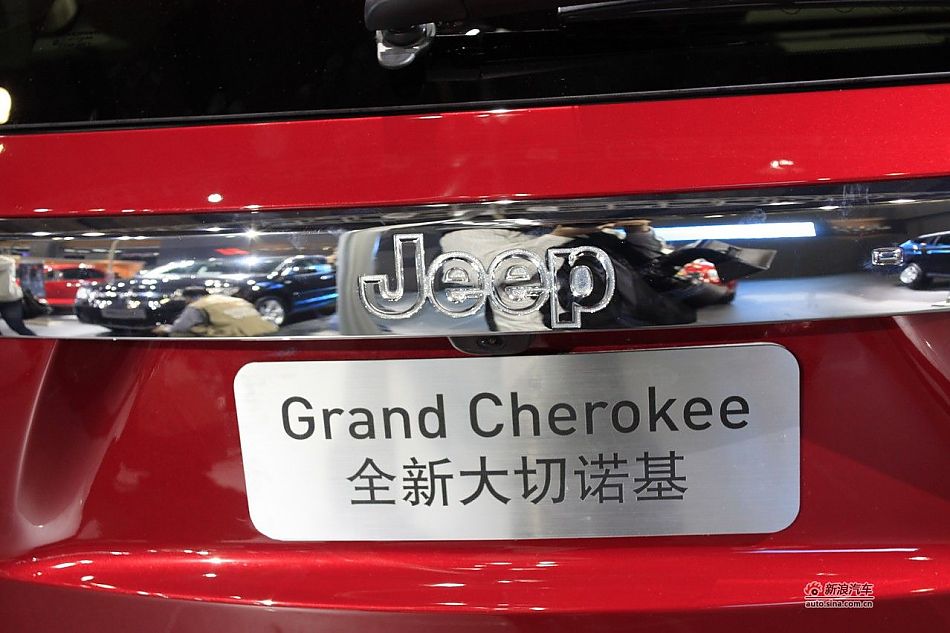 Jeep
Grand Cherokee
全新大切诺基
新浪汽车
auto.sina.com.cn